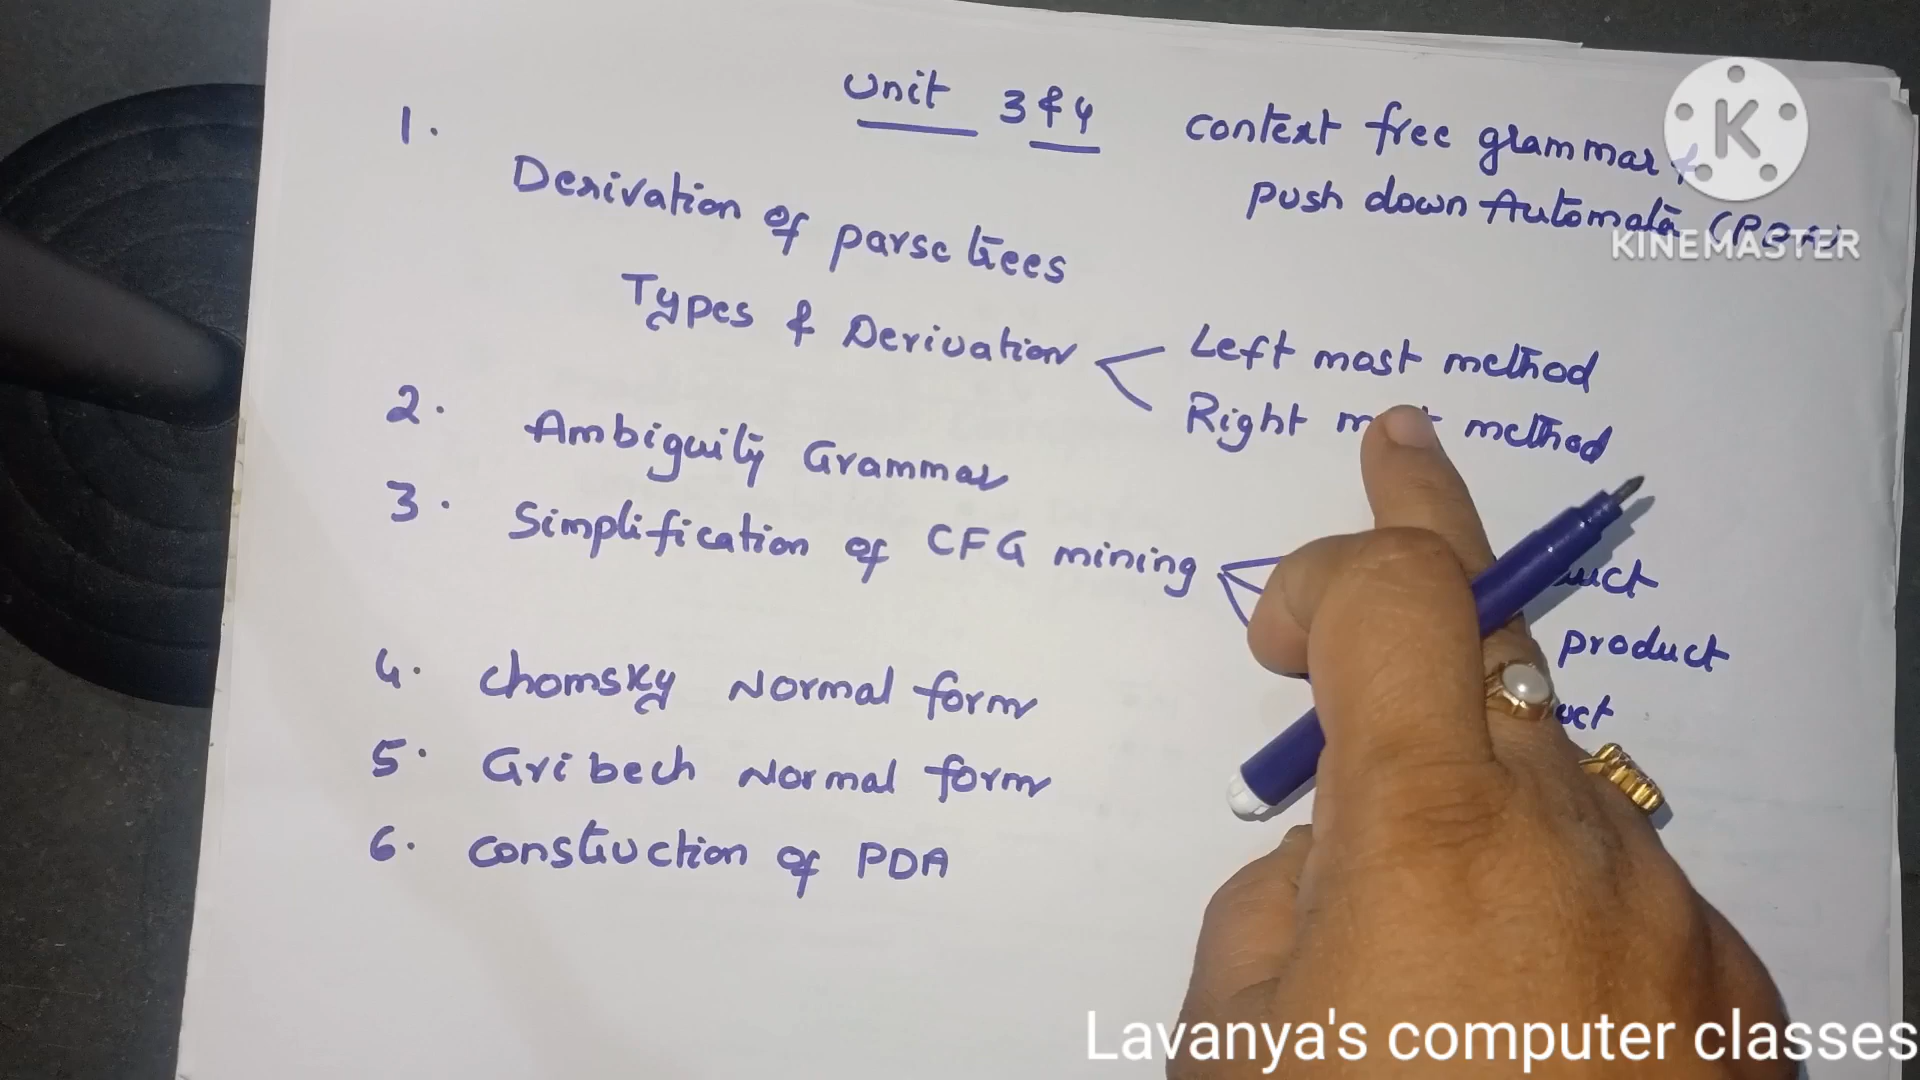 Unit 3 & 4 context free grammar &
push down Automata (PDA)
K
KINEMASTER
1.
Derivation of parse trees
Types & Derivation
Left most method
Right method
2. Ambiguity Grammar
3. Simplification of CFG mining
product
4. Chomsky Normal form
5. Gribech Normal form
6. Construction of PDA
Lavanya's computer classes